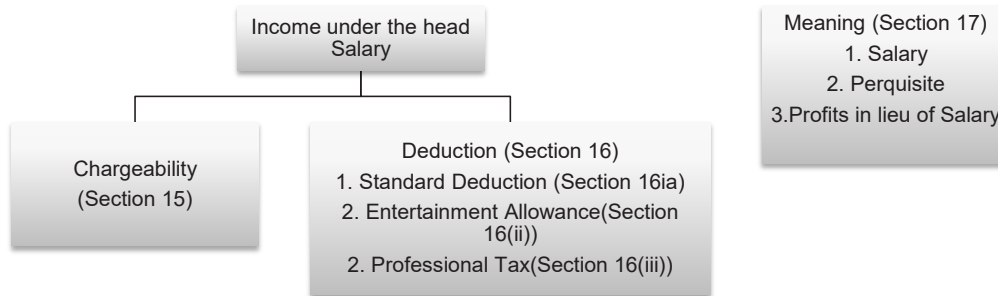 Income under the head
Salary
Meaning (Section 17)
1. Salary
2. Perquisite
3.Profits in lieu of Salary
Chargeability
(Section 15)
Deduction (Section 16)
1. Standard Deduction (Section 16ia)
2. Entertainment Allowance(Section
16(ii))
2. Professional Tax(Section 16(iii))